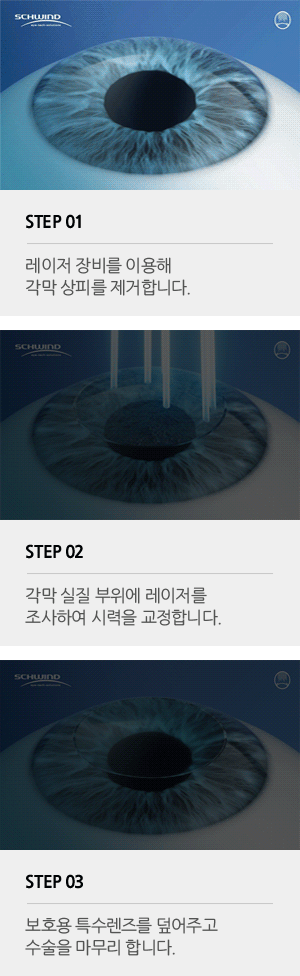 SCHWIND
STEP 01
레이저 장비를 이용해
각막 상피를 제거합니다.
SCHWIND
STEP 02
각막 실질 부위에 레이저를
조사하여 시력을 교정합니다.
SCHWIND
STEP 03
보호용 특수렌즈를 덮어주고
수술을 마무리 합니다.